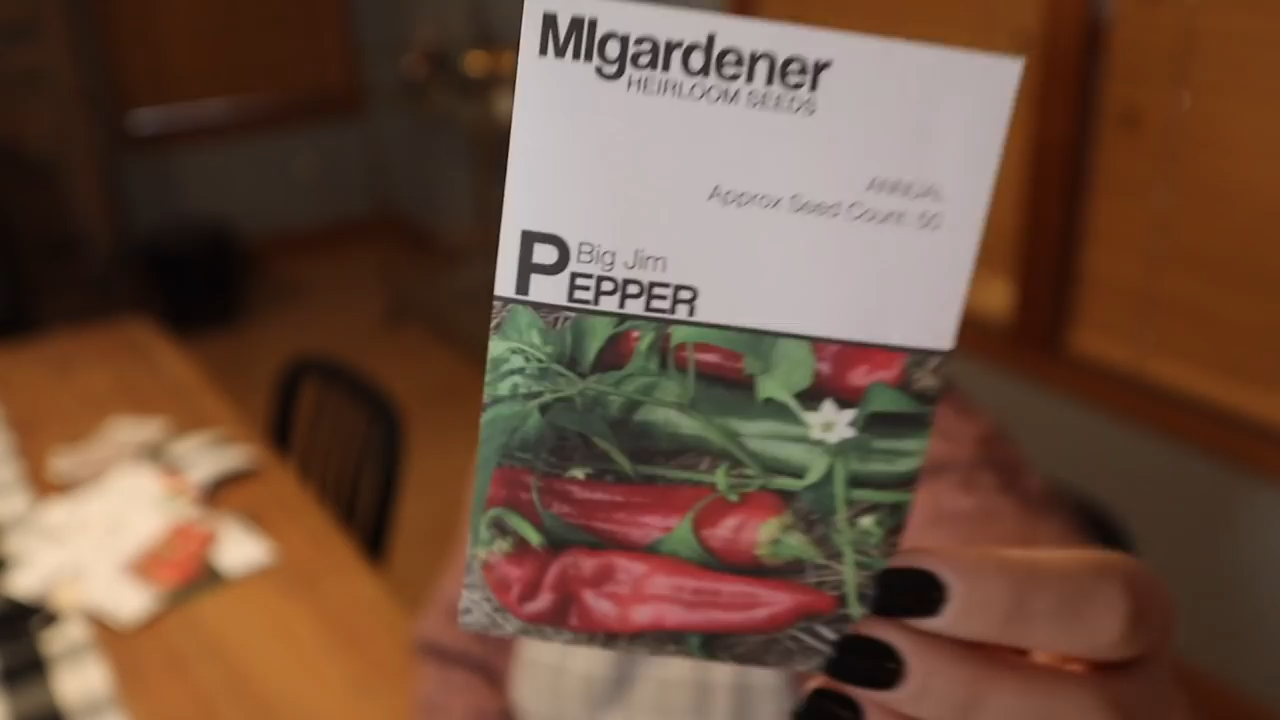 MIgardener
HEIRLOOM SEEDS
ANNUAL
Approx Seed Count: 50
Big Jim
PEPPER